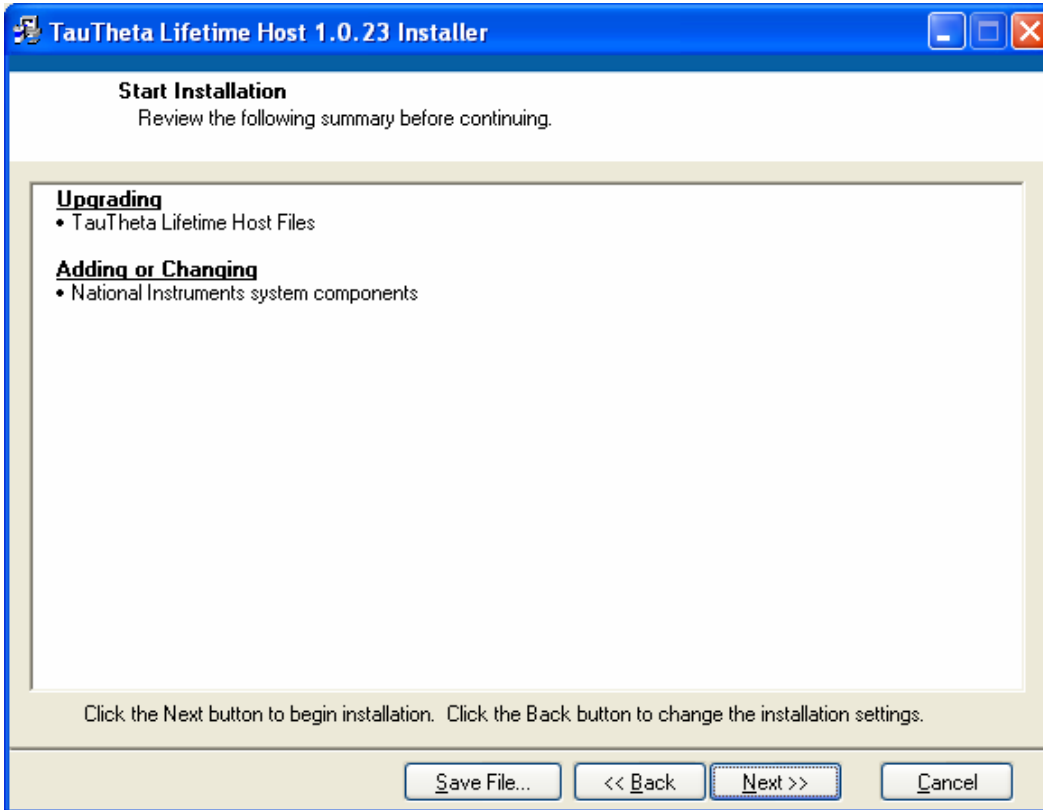 TauTheta Lifetime Host 1.0.23 Installer
Start Installation
Review the following summary before continuing.
Upgrading
• TauTheta Lifetime Host Files
Adding or Changing
• National Instruments system components
Click the Next button to begin installation. Click the Back button to change the installation settings.
Save File... << Back Next >> Cancel